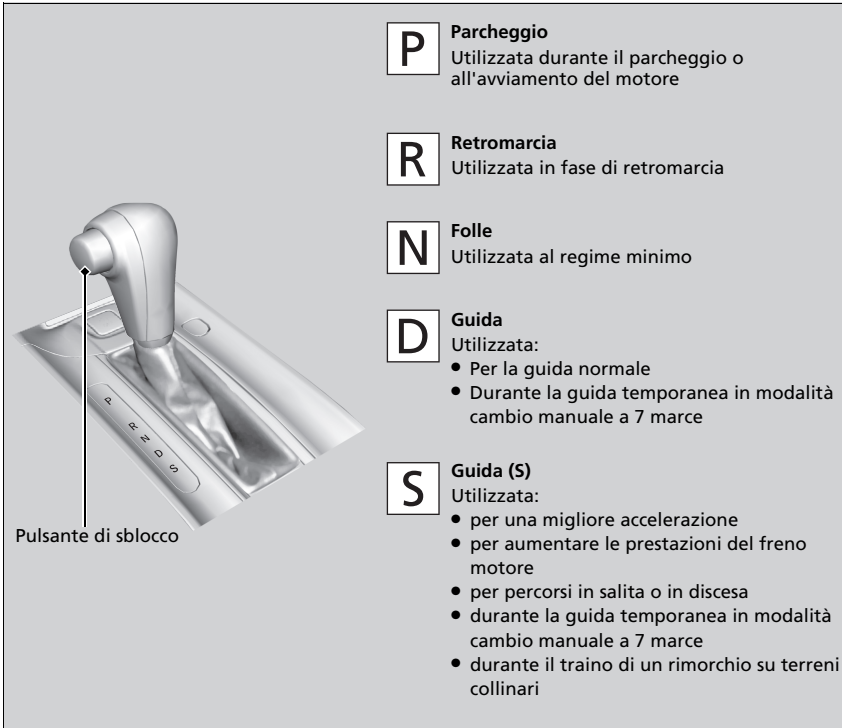 P
Parcheggio
Utilizzata durante il parcheggio o
all'avviamento del motore
R
Retromarcia
Utilizzata in fase di retromarcia
N
Folle
Utilizzata al regime minimo
D
Guida
Utilizzata:
● Per la guida normale
● Durante la guida temporanea in modalità
cambio manuale a 7 marce
S
Guida (S)
Utilizzata:
● per una migliore accelerazione
● per aumentare le prestazioni del freno
motore
● per percorsi in salita o in discesa
● durante la guida temporanea in modalità
cambio manuale a 7 marce
● durante il traino di un rimorchio su terreni
collinari
P
R
N
D
S
Pulsante di sblocco